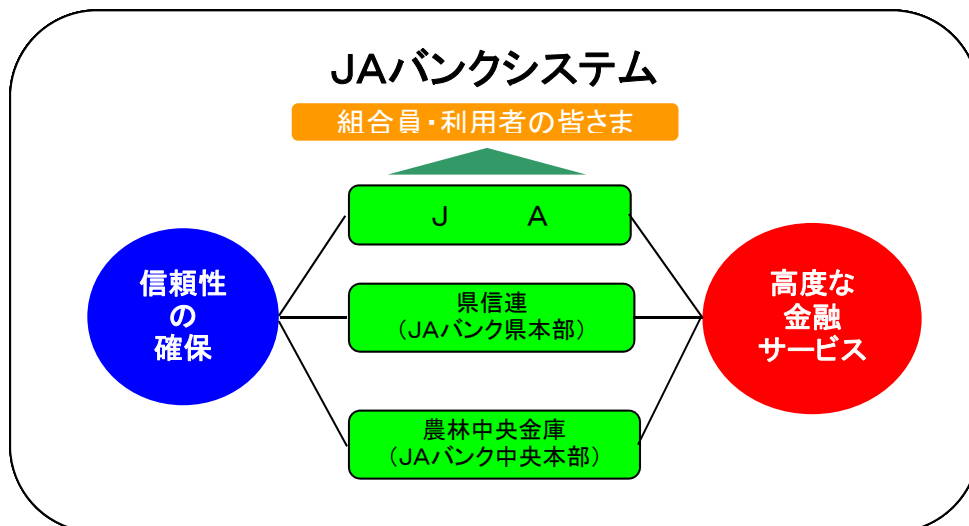 JAバンクシステム
組合員・利用者の皆さま
J A
信頼性
の
確保
県信連
(JAバンク県本部)
高度な
金融
サービス
農林中央金庫
(JAバンク中央本部)